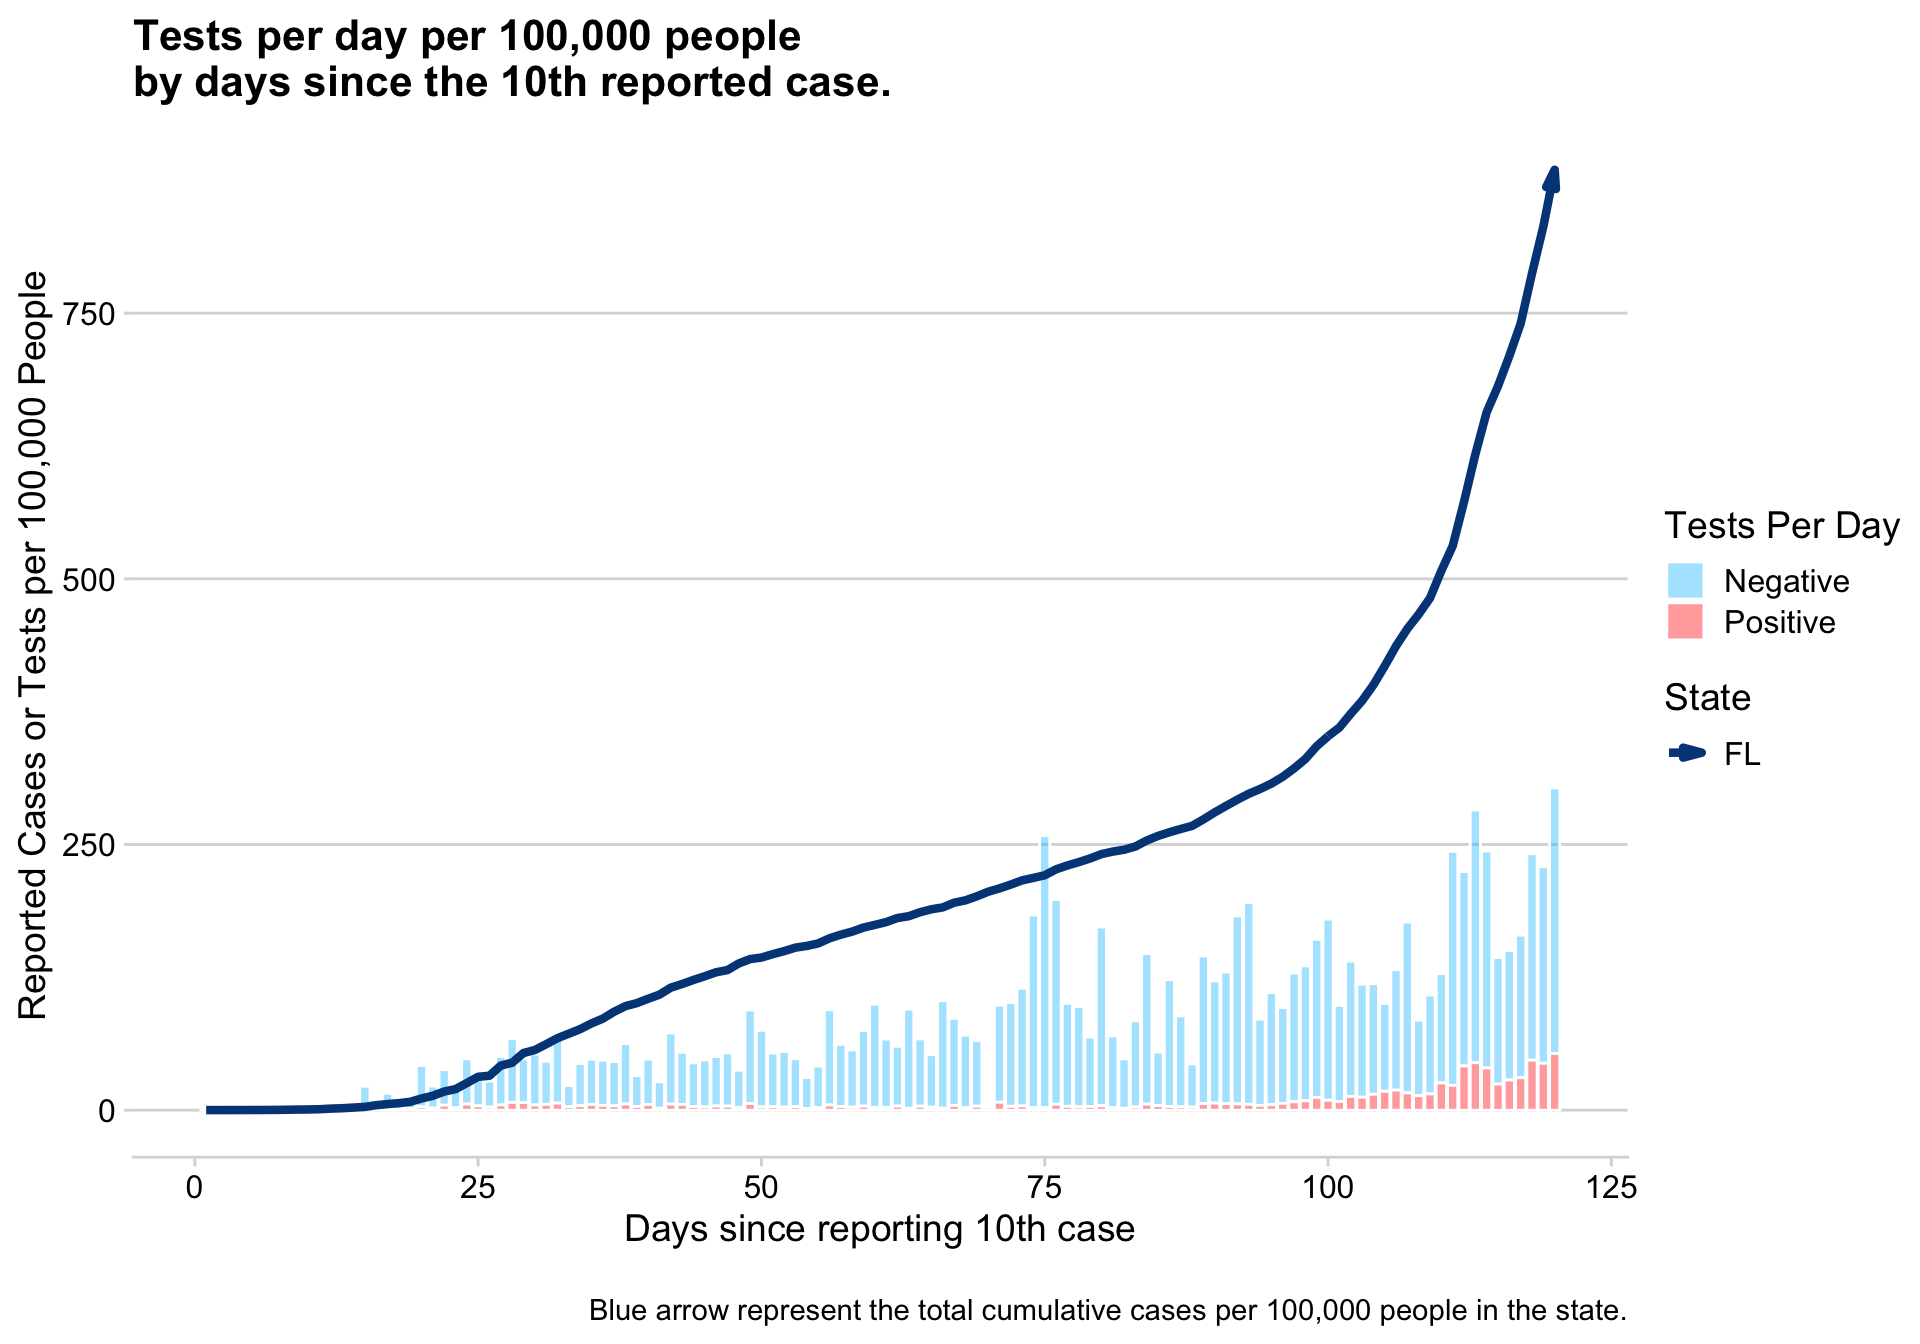 Tests per day per 100,000 people
by days since the 10th reported case.
Reported Cases or Tests per 100,000 People
750
500
250
0
0
25
50
75
100
125
Days since reporting 10th case
Tests Per Day
Negative
Positive
State
FL
Blue arrow represent the total cumulative cases per 100,000 people in the state.